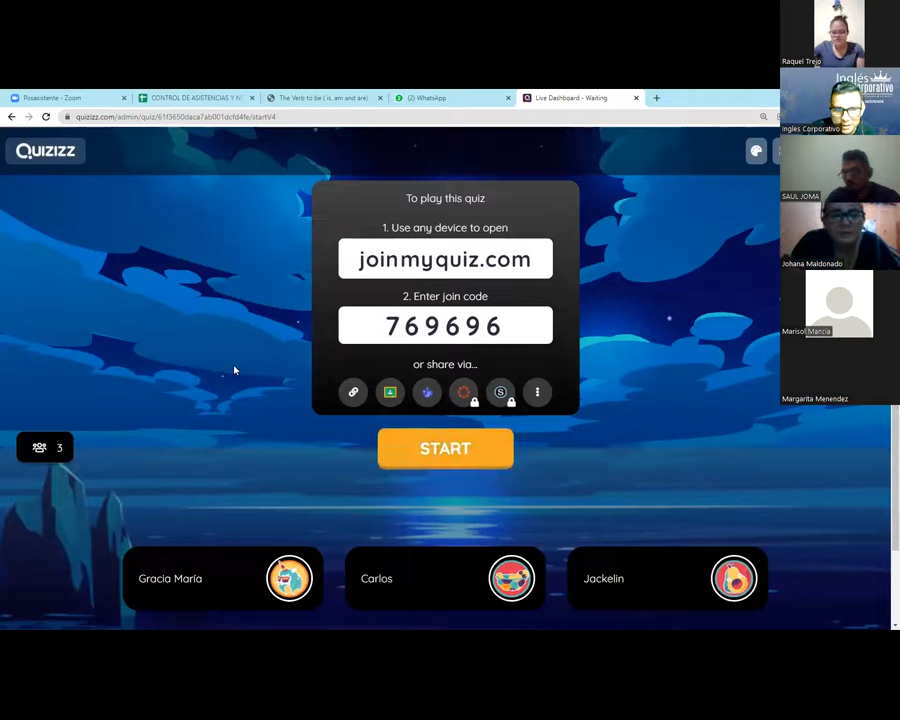 Posasistente - Zoom
CONTROL DE ASISTENCIAS Y N
The Verb to be ( is, am and are)
(2) WhatsApp
Live Dashboard - Waiting
quizizz.com/admin/quiz/61f3650daca7ab001dcfd4fe/startV4
Quizizz
To play this quiz
1. Use any device to open
joinmyquiz.com
2. Enter join code
769696
or share via...
START
3
Gracia María
Carlos
Jackelin
Raquel Trejo
Inglés
Corporativo
Ingles Corporativo
SAUL JOMA
Johana Maldonado
Marisol Mancia
Margarita Menendez